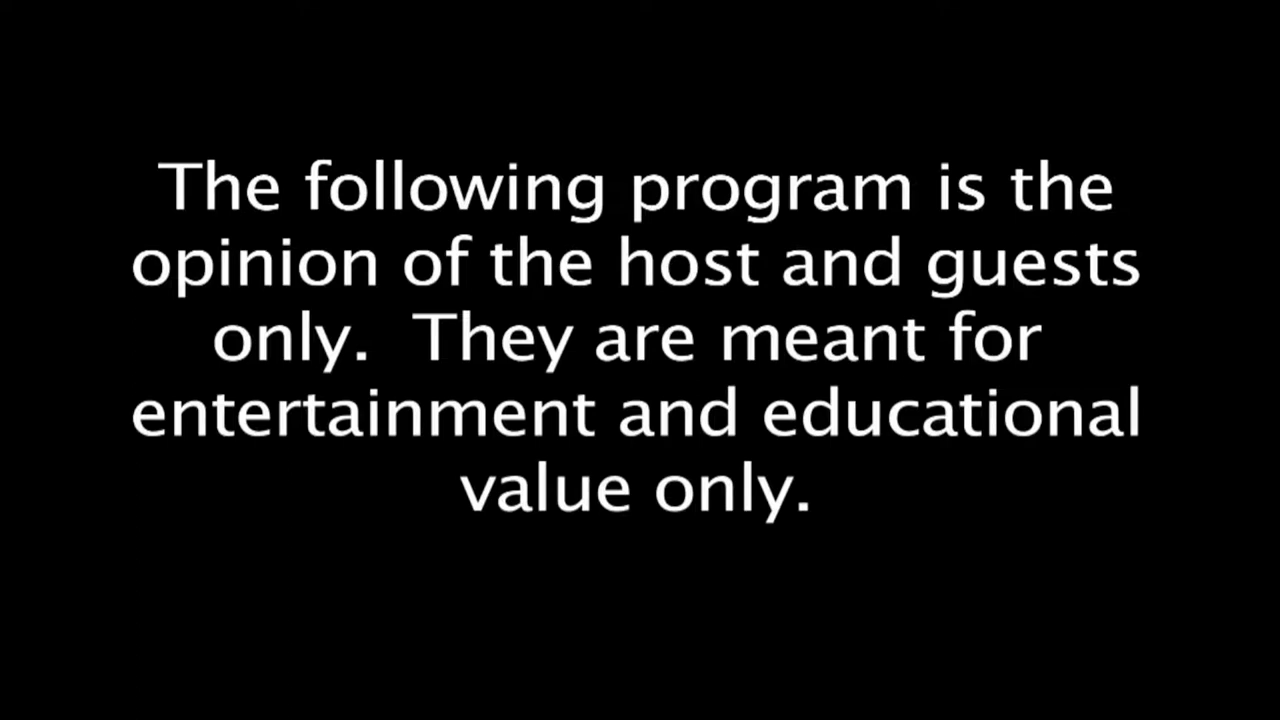 The following program is the
opinion of the host and guests
only.  They are meant for
entertainment and educational
value only.